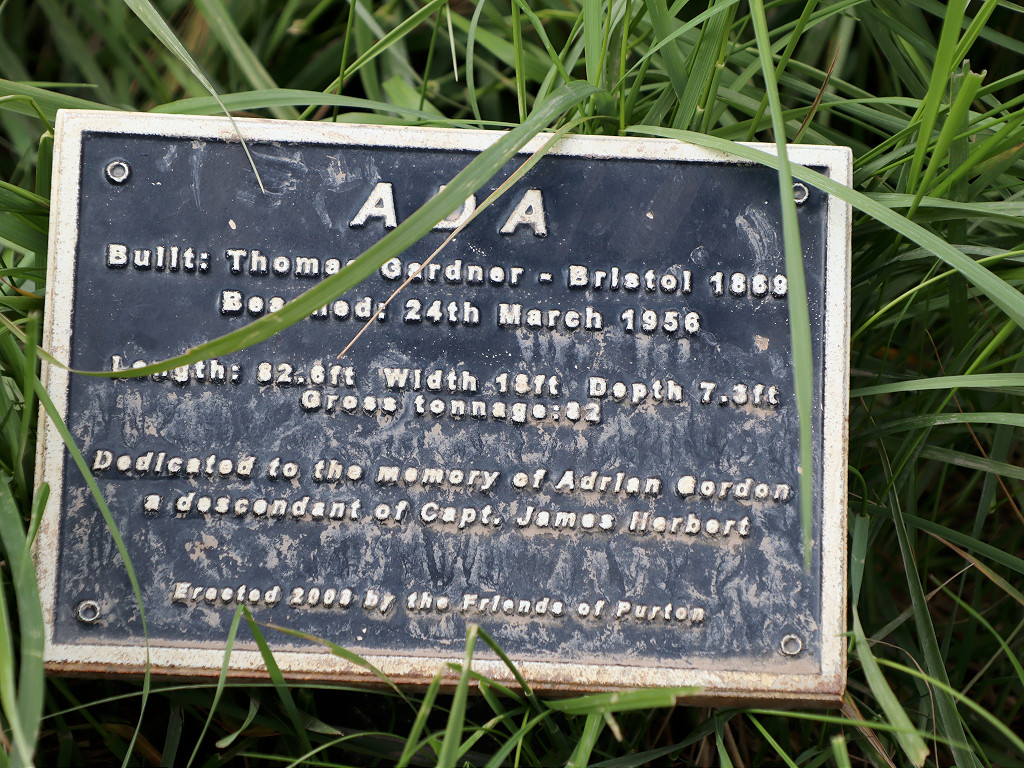 ADA
Built: Thomas Gardner - Bristol 1869
Beached: 24th March 1956
Length: 82.6ft Width 18ft Depth 7.3ft
Gross tonnage:82
Dedicated to the memory of Adrian Gordon
a descendant of Capt. James Herbert
Erected 2008 by the Friends of Purton